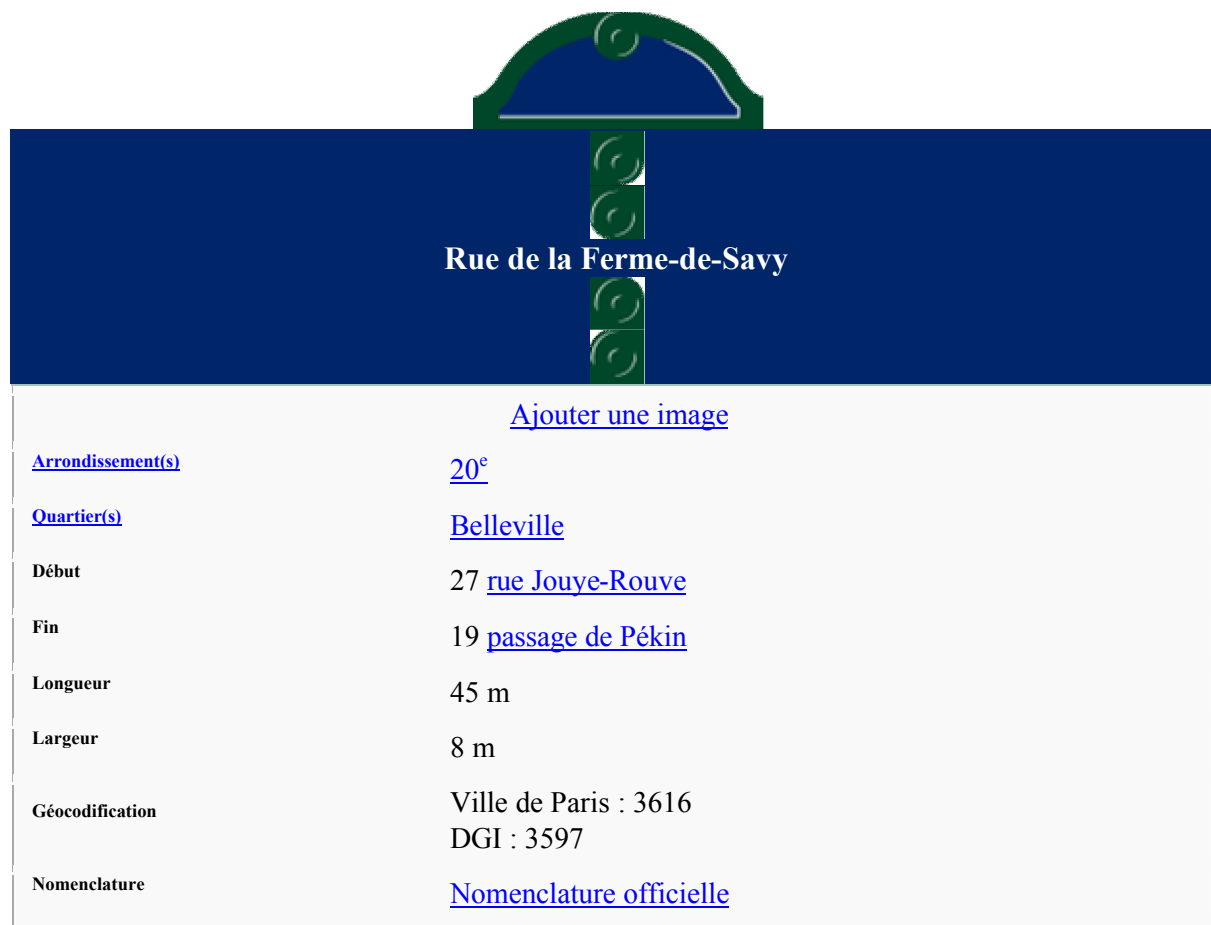 Rue de la Ferme-de-Savy
Ajouter une image
Arrondissement(s) 20e
Quartier(s) Belleville
Début 27 rue Jouye-Rouve
Fin 19 passage de Pékin
Longueur 45 m
Largeur 8 m
Géocodification Ville de Paris : 3616
DGI : 3597
Nomenclature Nomenclature officielle